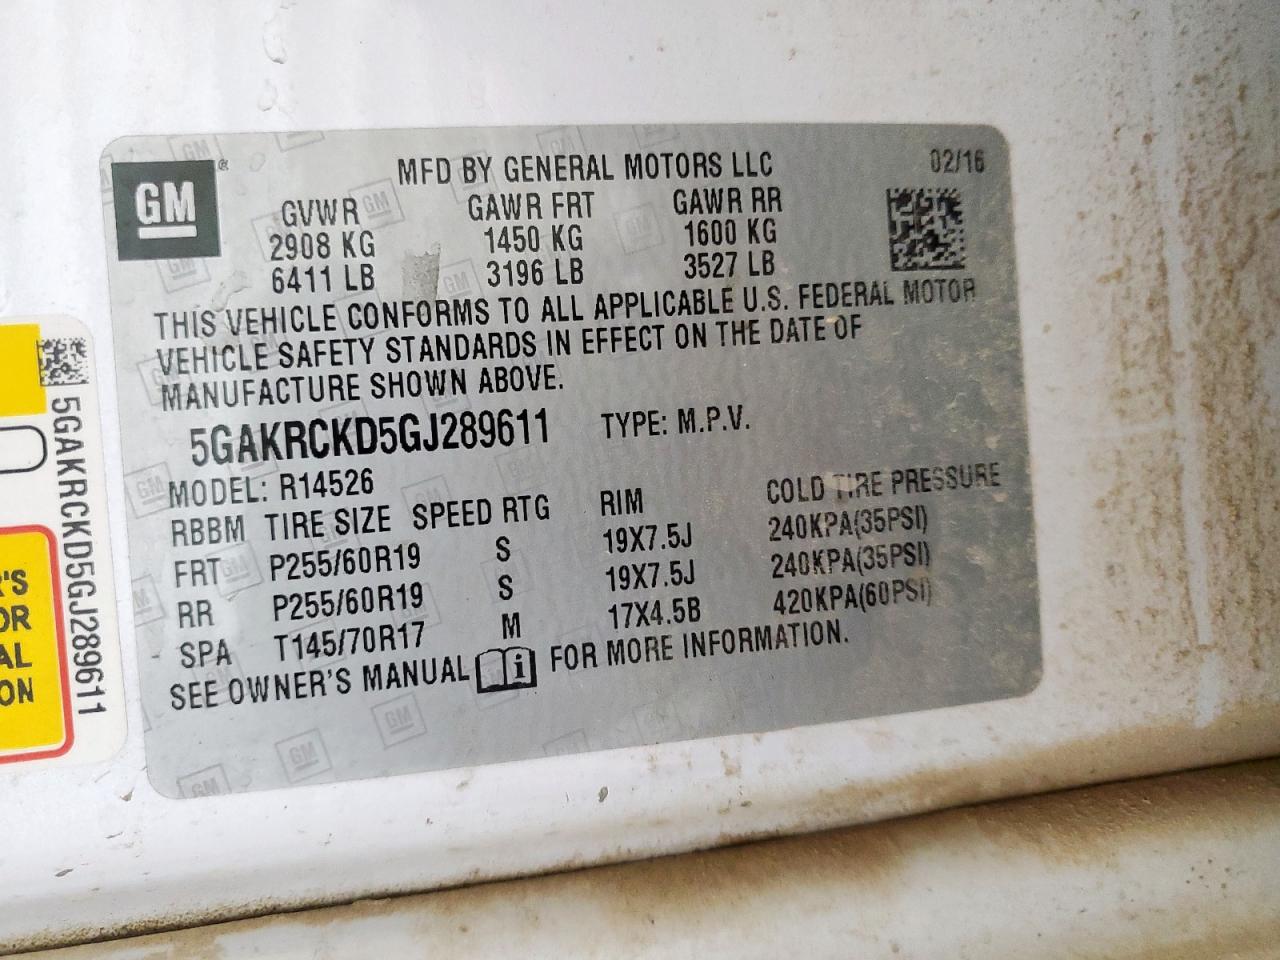 GM®
MFD BY GENERAL MOTORS LLC
02/16
GVWR GAWR FRT GAWR RR
2908 KG 1450 KG 1600 KG
6411 LB 3196 LB 3527 LB
THIS VEHICLE CONFORMS TO ALL APPLICABLE U.S. FEDERAL MOTOR
VEHICLE SAFETY STANDARDS IN EFFECT ON THE DATE OF
MANUFACTURE SHOWN ABOVE.
5GAKRCKD5GJ289611 TYPE: M.P.V.
MODEL: R14526
RBBM TIRE SIZE SPEED RTG RIM COLD TIRE PRESSURE
FRT P255/60R19 S 19X7.5J 240KPA(35PSI)
RR P255/60R19 S 19X7.5J 240KPA(35PSI)
SPA T145/70R17 M 17X4.5B 420KPA(60PSI)
SEE OWNER'S MANUAL i FOR MORE INFORMATION.
5GAKRCKD5GJ289611
'S
OR
AL
ON